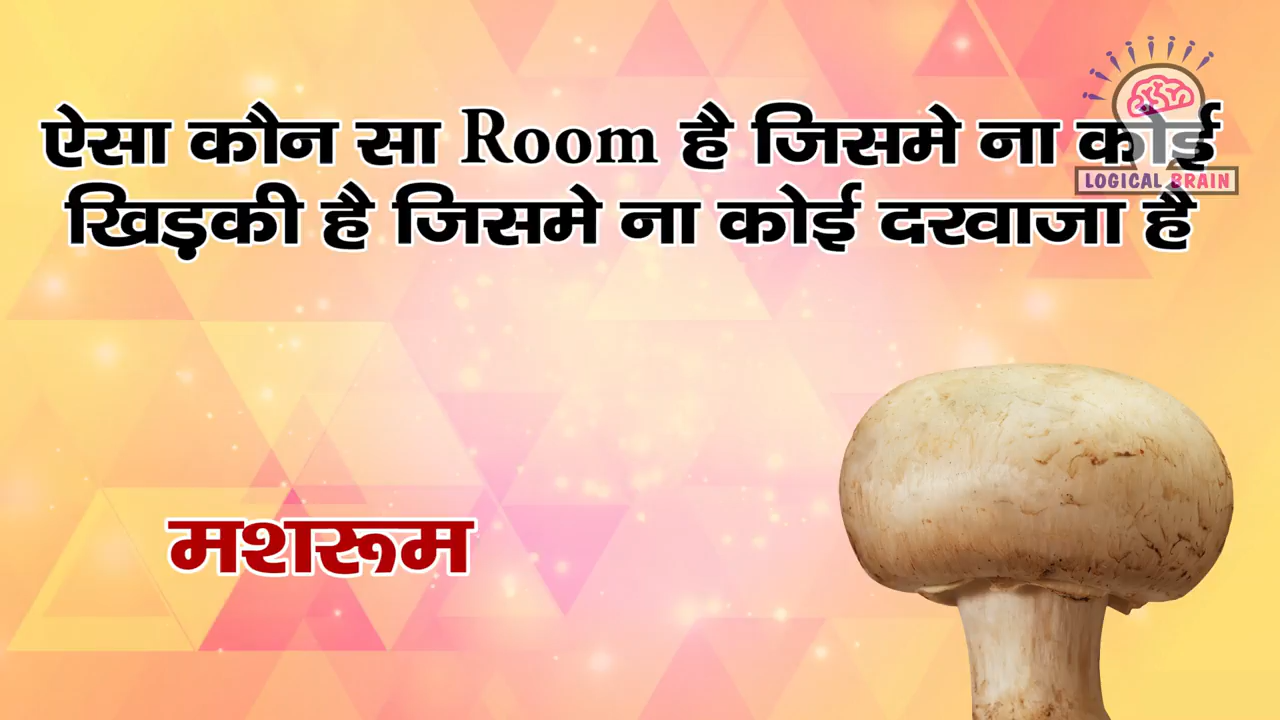 ऐसा कौन सा Room है जिसमे ना कोई
खिड़की है जिसमे ना कोई दरवाजा है
LOGICAL BRAIN
मशरूम